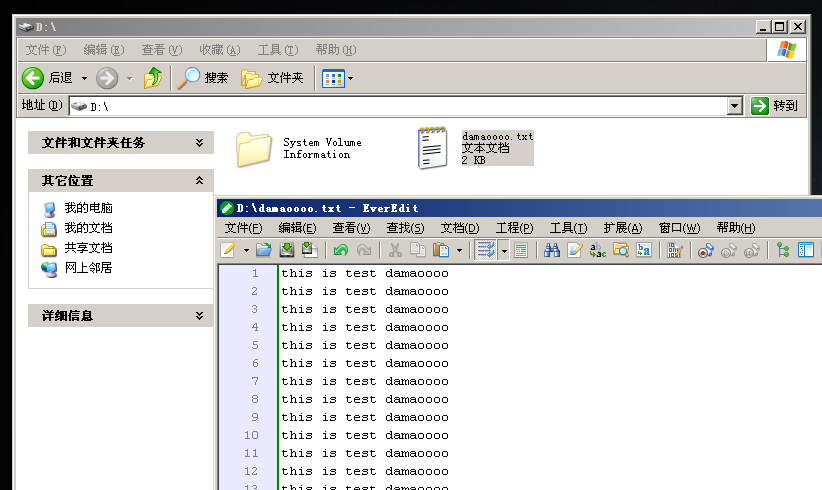 D:\
文件(F) 编辑(E) 查看(V) 收藏(A) 工具(T) 帮助(H)
后退 搜索 文件夹
地址(D) D:\ 转到
文件和文件夹任务
System Volume
Information
damaoooo.txt
文本文档
2 KB
其它位置
我的电脑
我的文档
共享文档
网上邻居
详细信息
D:\damaoooo.txt - EverEdit
文件(F) 编辑(E) 查看(V) 查找(S) 文档(D) 工程(P) 工具(T) 扩展(A) 窗口(W) 帮助(H)
1 this is test damaoooo
2 this is test damaoooo
3 this is test damaoooo
4 this is test damaoooo
5 this is test damaoooo
6 this is test damaoooo
7 this is test damaoooo
8 this is test damaoooo
9 this is test damaoooo
10 this is test damaoooo
11 this is test damaoooo
12 this is test damaoooo
13 this is test damaoooo